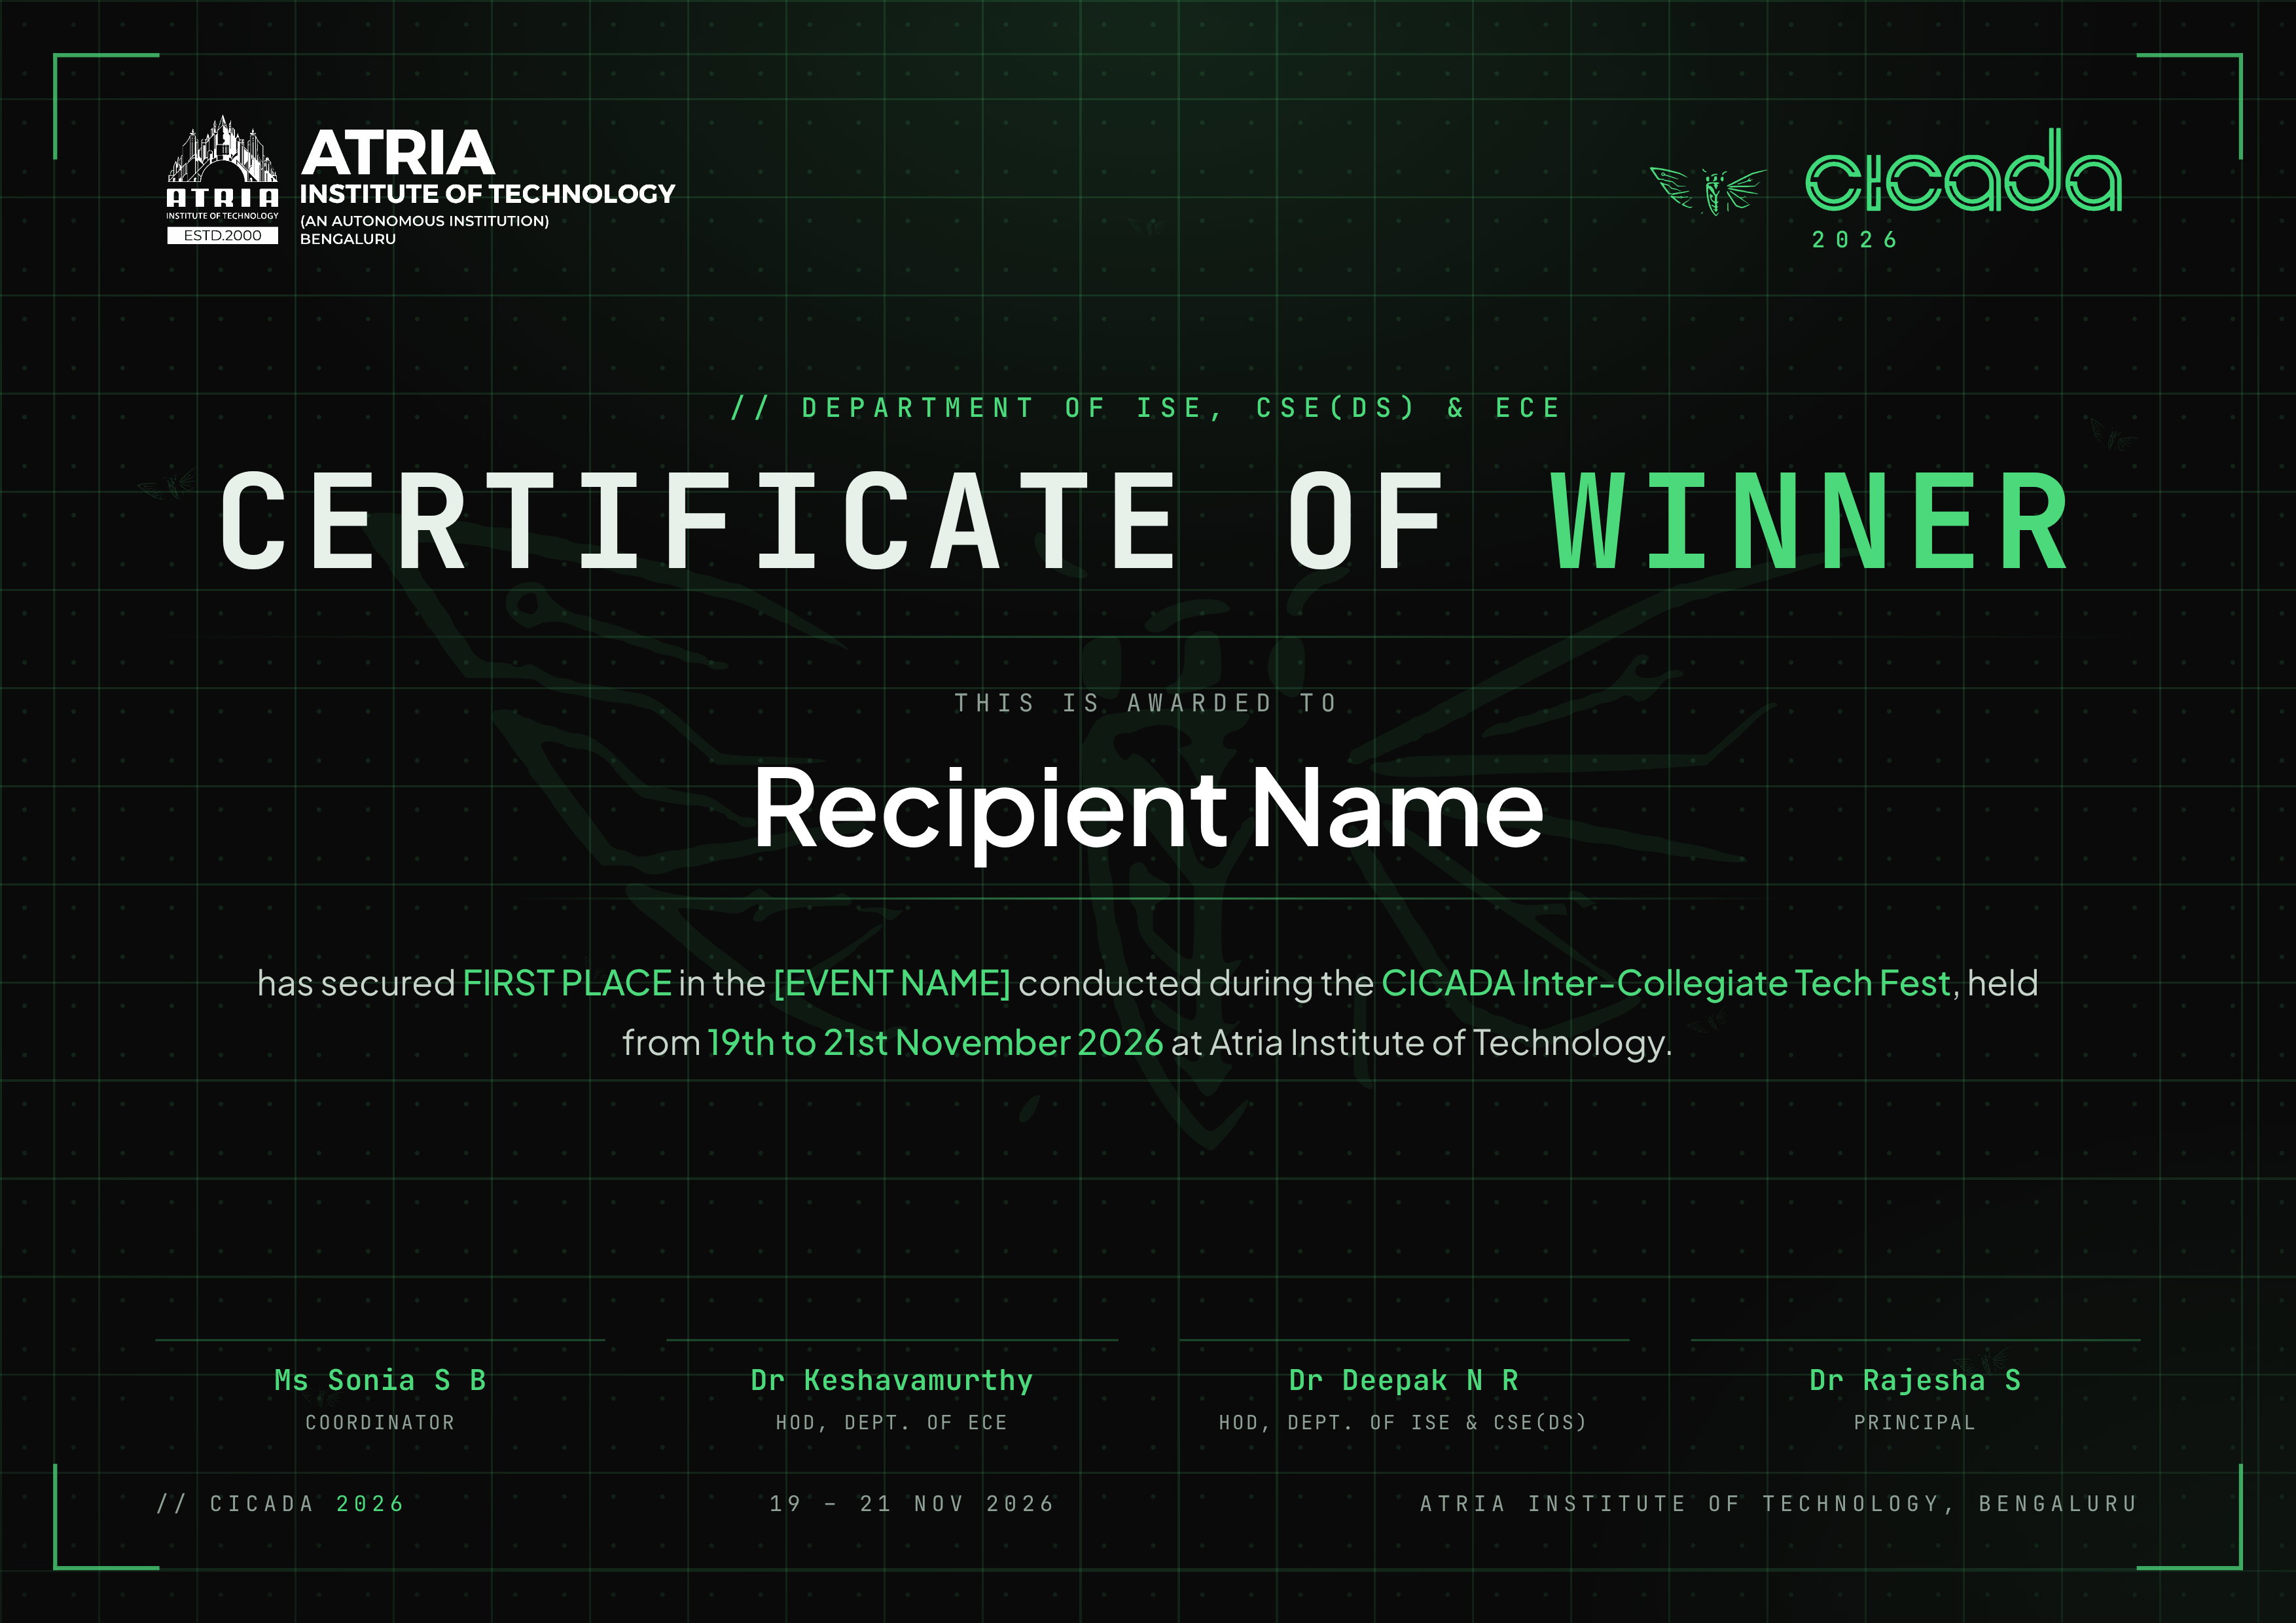 ATRIA
INSTITUTE OF TECHNOLOGY
ESTD.2000
ATRIA
INSTITUTE OF TECHNOLOGY
(AN AUTONOMOUS INSTITUTION)
BENGALURU
cicada
2026
// DEPARTMENT OF ISE, CSE(DS) & ECE
CERTIFICATE OF WINNER
THIS IS AWARDED TO
Recipient Name
has secured FIRST PLACE in the [EVENT NAME] conducted during the CICADA Inter-Collegiate Tech Fest, held
from 19th to 21st November 2026 at Atria Institute of Technology.
Ms Sonia S B
COORDINATOR
Dr Keshavamurthy
HOD, DEPT. OF ECE
Dr Deepak N R
HOD, DEPT. OF ISE & CSE(DS)
Dr Rajesha S
PRINCIPAL
// CICADA 2026
19 – 21 NOV 2026
ATRIA INSTITUTE OF TECHNOLOGY, BENGALURU